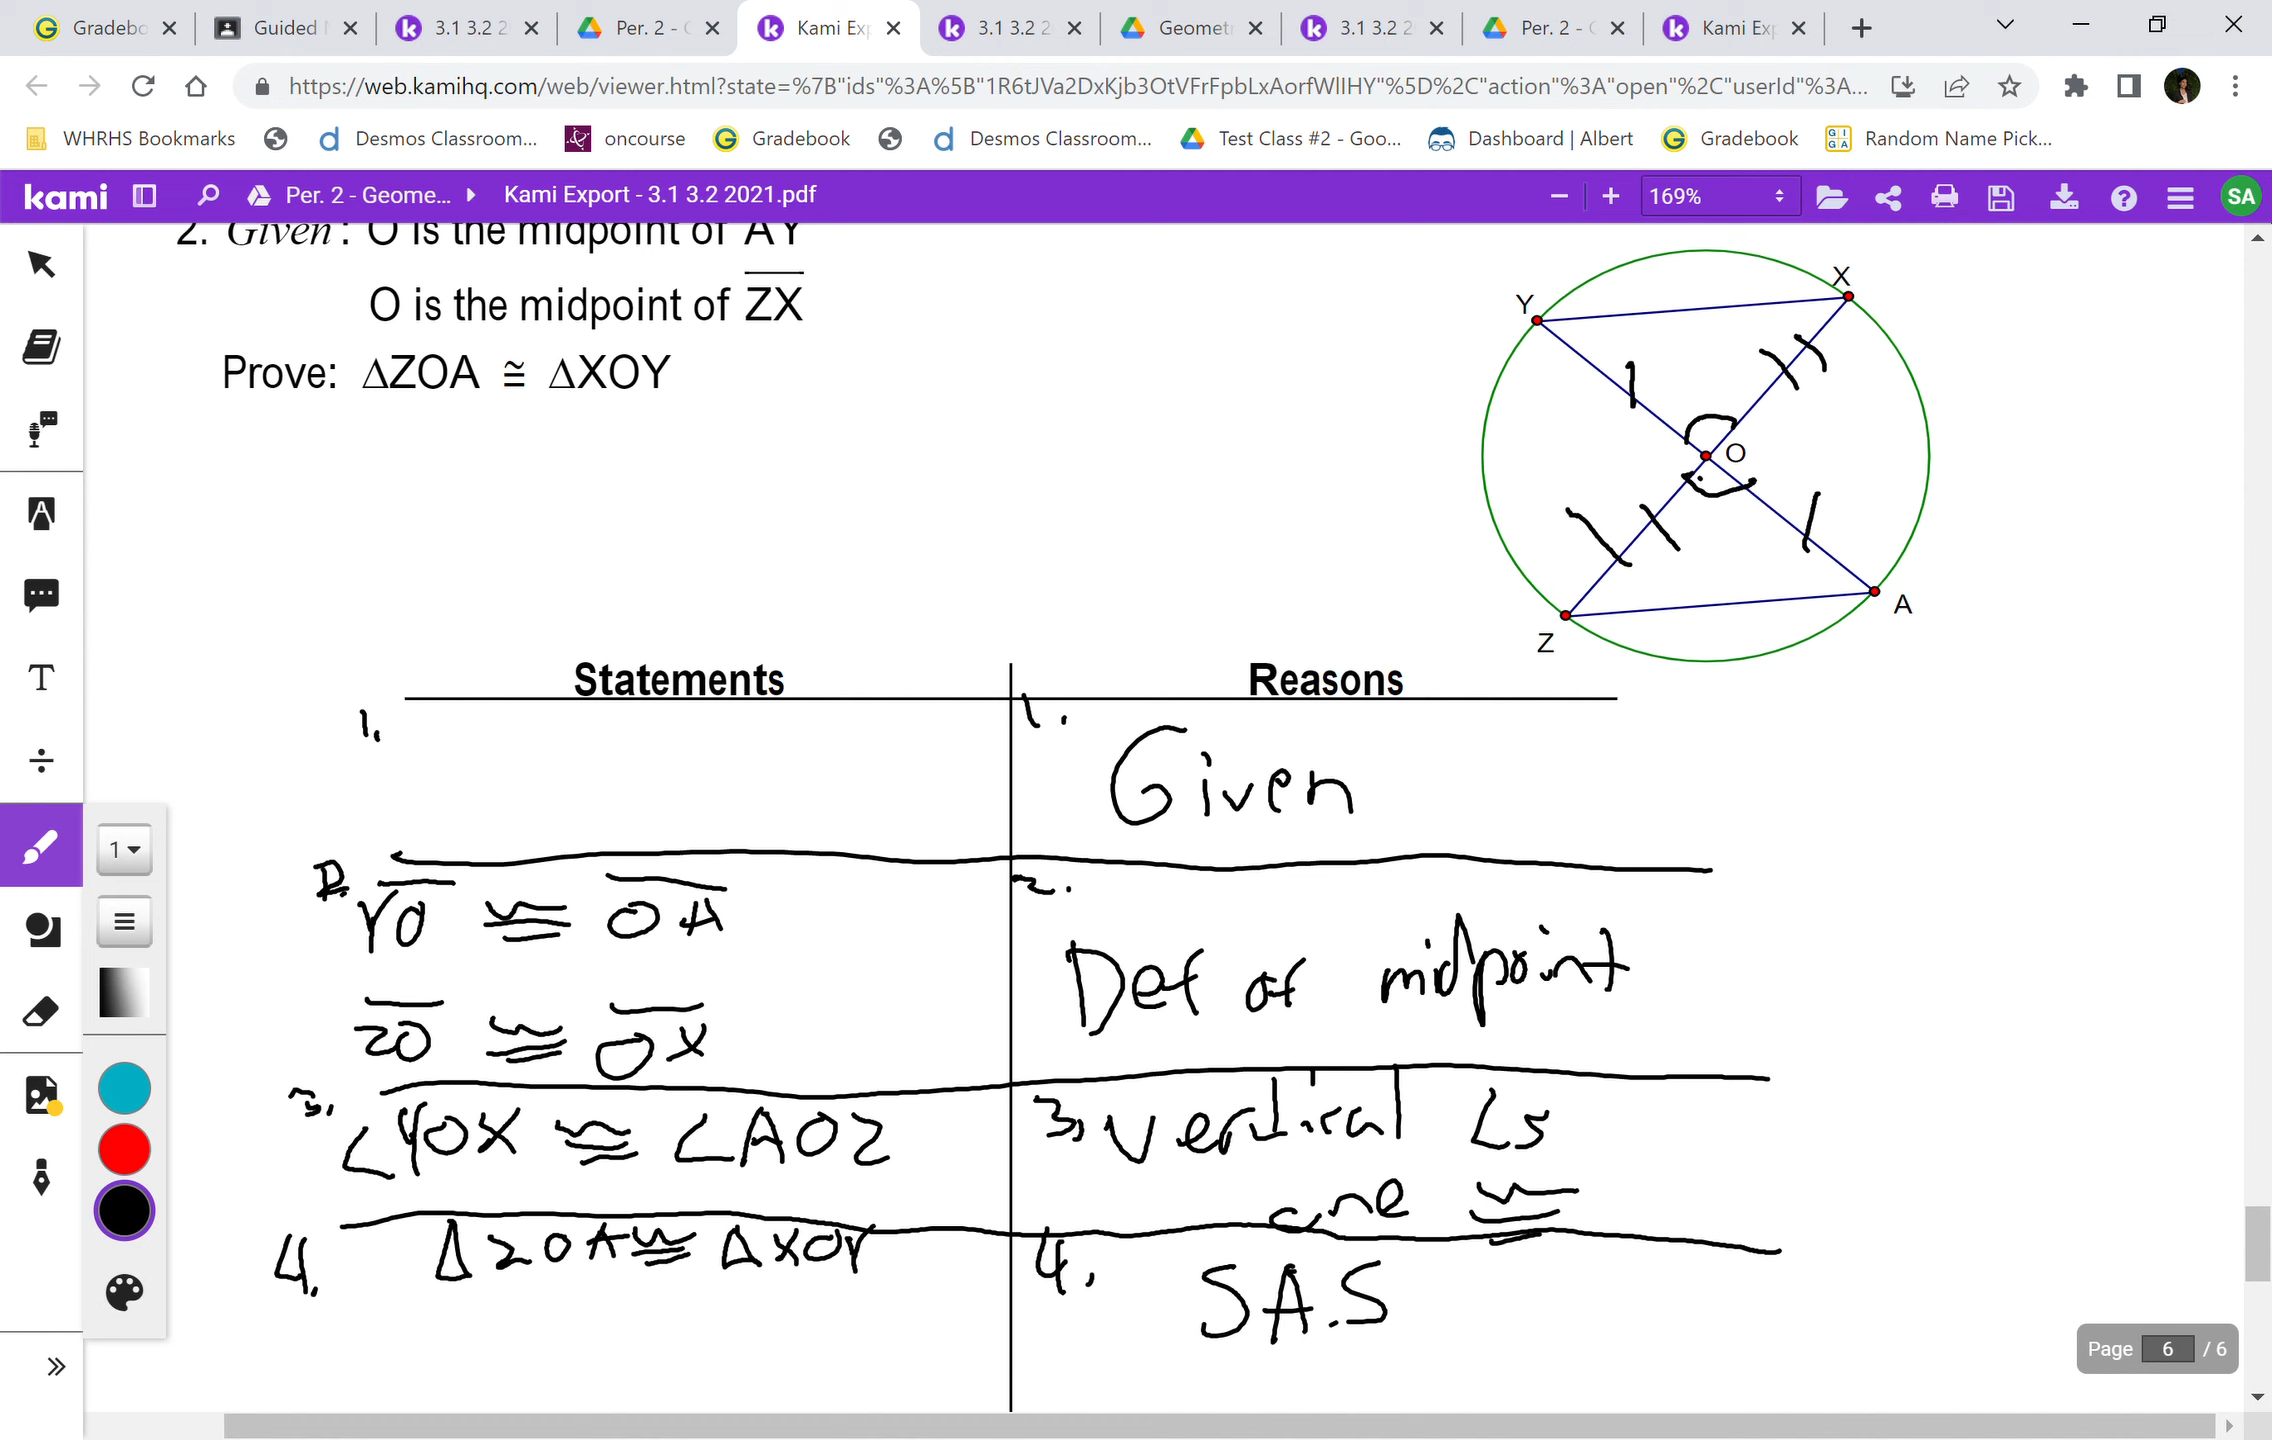 Gradebo
Guided
3.1 3.2 2
Per. 2 -
Kami Exp
3.1 3.2 2
Geomet
3.1 3.2 2
Per. 2 -
Kami Exp
https://web.kamihq.com/web/viewer.html?state=%7B"ids"%3A%5B"1R6tJVa2DxKjb3OtVFrFpbLxAorfWlIHY"%5D%2C"action"%3A"open"%2C"userId"%3A...
WHRHS Bookmarks
Desmos Classroom...
oncourse
Gradebook
Desmos Classroom...
Test Class #2 - Goo...
Dashboard | Albert
Gradebook
Random Name Pick...
kami
Per. 2 - Geome...
Kami Export - 3.1 3.2 2021.pdf
169%
SA
2. Given: O is the midpoint of AY
O is the midpoint of ZX
Prove: ΔZOA ≅ ΔXOY
Y
X
O
Z
A
Statements
Reasons
1.
1. Given
2. YO ≅ OA
ZO ≅ OX
2. Def of midpoint
3. ∠YOX ≅ ∠AOZ
3. Vertical ∠s
are ≅
4. ΔZOA ≅ ΔXOY
4. SAS
1
Page 6 / 6